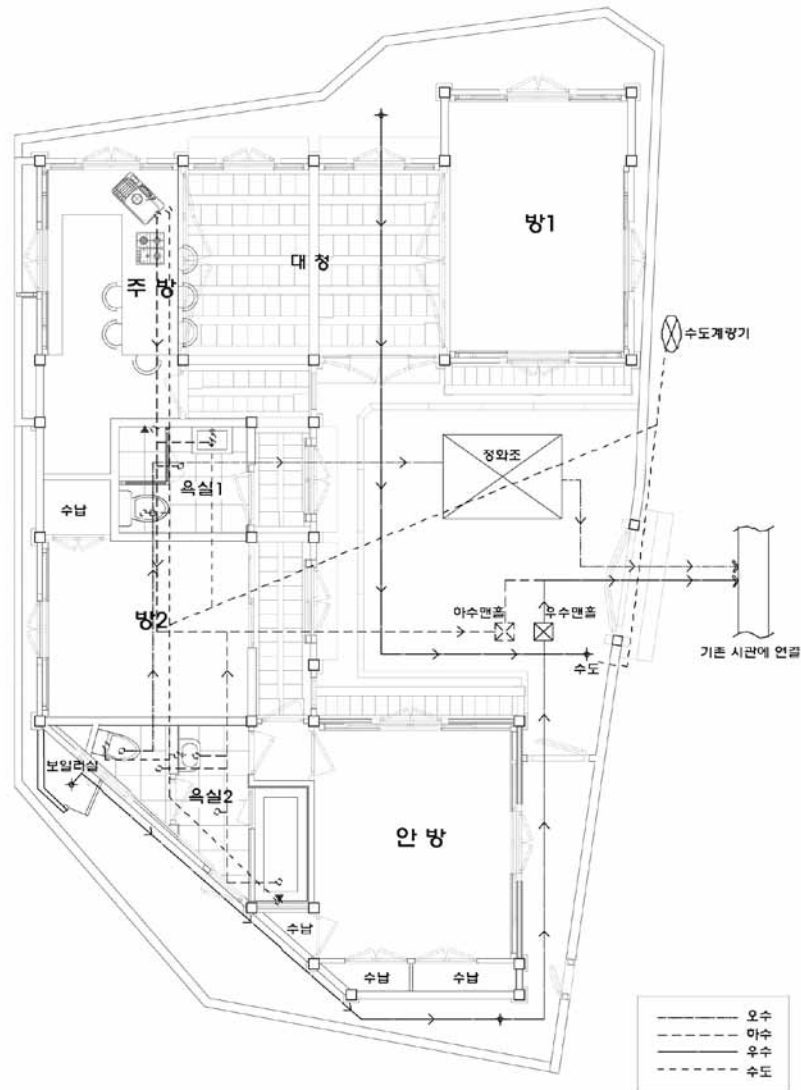 방1
대 청
주 방
수도계량기
정화조
욕실1
수납
방2
하수맨홀
우수맨홀
기존 시관에 연결
수도
보일러실
욕실2
안 방
수납
수납
수납
오수
하수
우수
수도